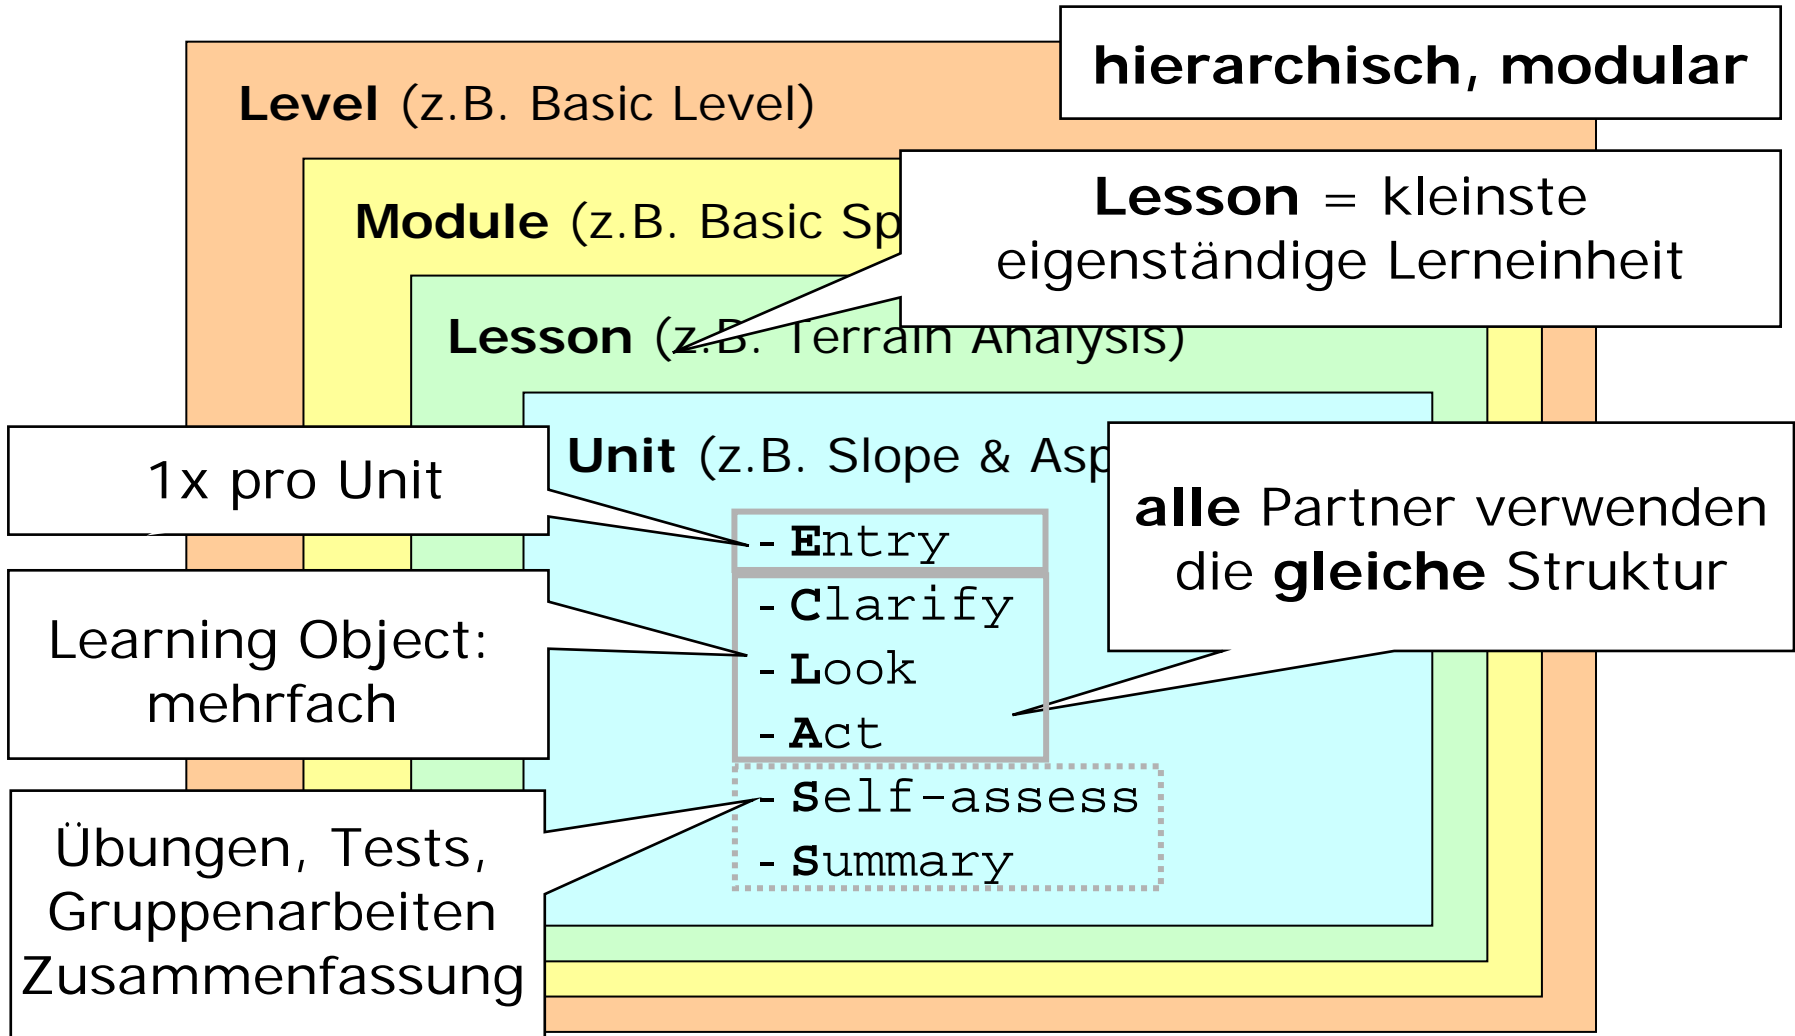 hierarchisch, modular
Level (z.B. Basic Level)
Lesson = kleinste
eigenständige Lerneinheit
Module (z.B. Basic Sp
Lesson (z.B. Terrain Analysis)
Unit (z.B. Slope & Asp
1x pro Unit
alle Partner verwenden
die gleiche Struktur
- Entry
- Clarify
- Look
- Act
- Self-assess
- Summary
Learning Object:
mehrfach
Übungen, Tests,
Gruppenarbeiten
Zusammenfassung